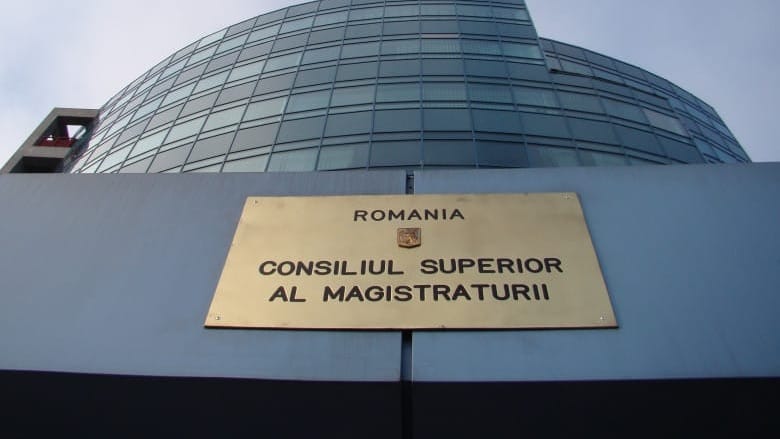 ROMANIA
CONSILIUL SUPERIOR
AL MAGISTRATURII